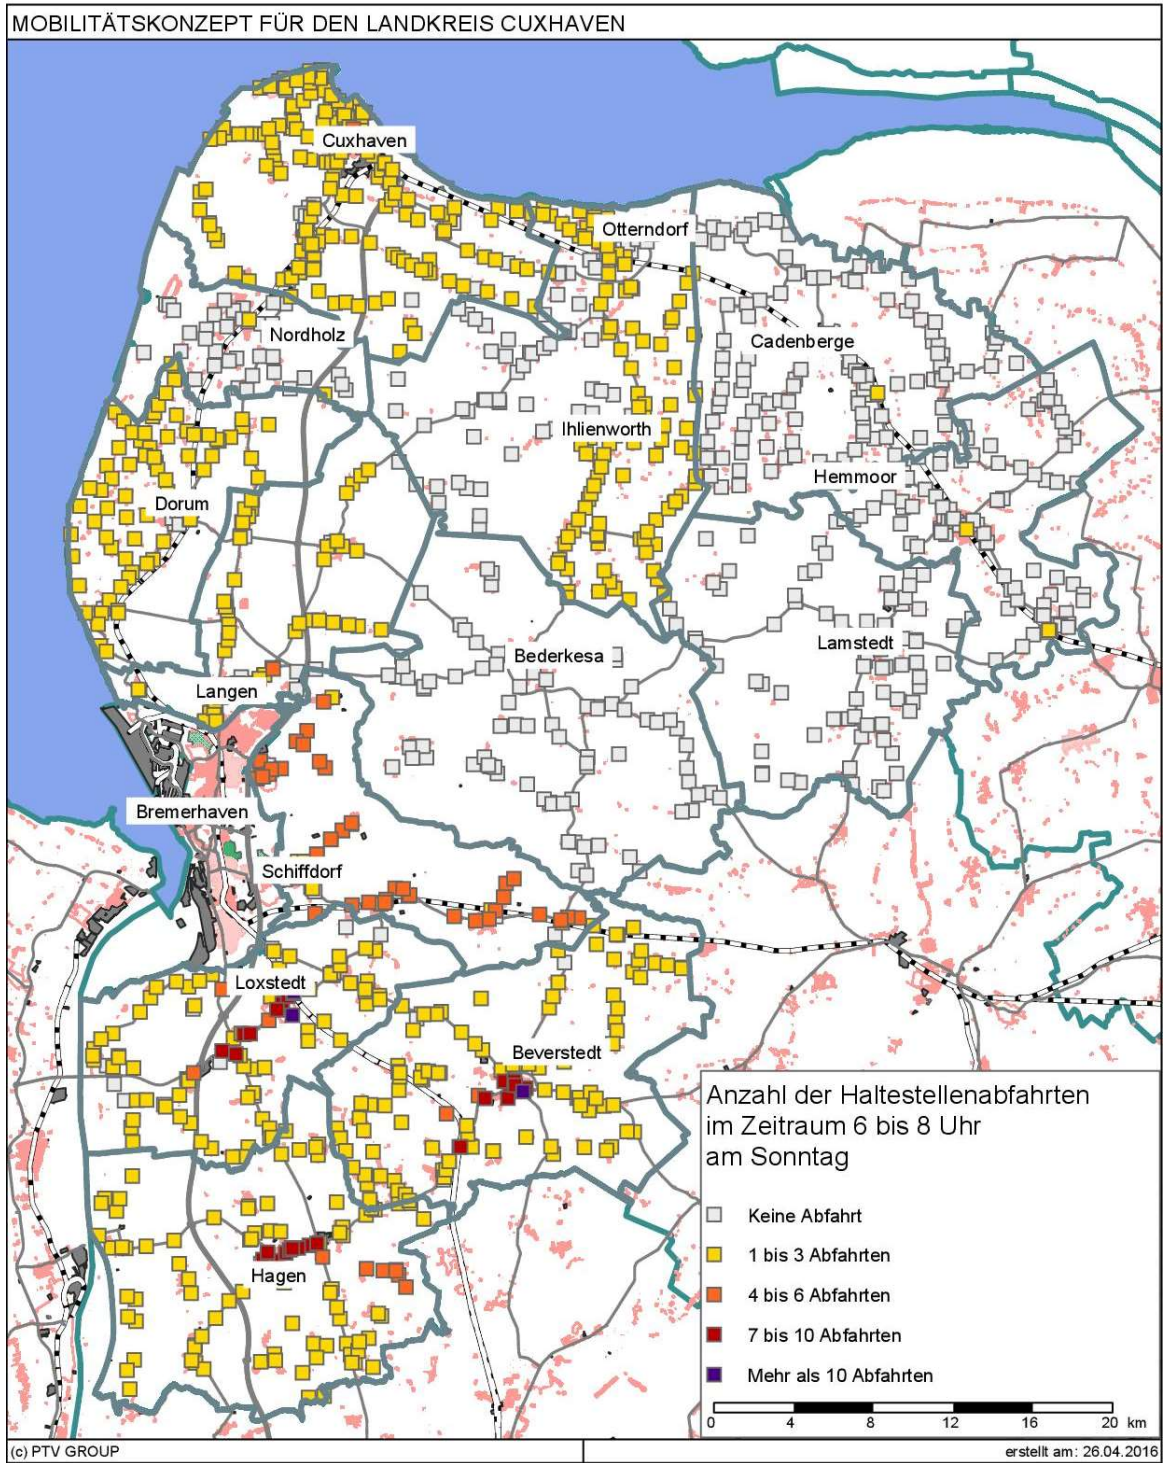 MOBILITÄTSKONZEPT FÜR DEN LANDKREIS CUXHAVEN
Cuxhaven
Otterndorf
Nordholz
Cadenberge
Ihlienworth
Hemmoor
Dorum
Lamstedt
Bederkesa
Langen
Bremerhaven
Schiffdorf
Loxstedt
Beverstedt
Hagen
Anzahl der Haltestellenabfahrten
im Zeitraum 6 bis 8 Uhr
am Sonntag
Keine Abfahrt
1 bis 3 Abfahrten
4 bis 6 Abfahrten
7 bis 10 Abfahrten
Mehr als 10 Abfahrten
0 4 8 12 16 20 km
(c) PTV GROUP
erstellt am: 26.04.2016